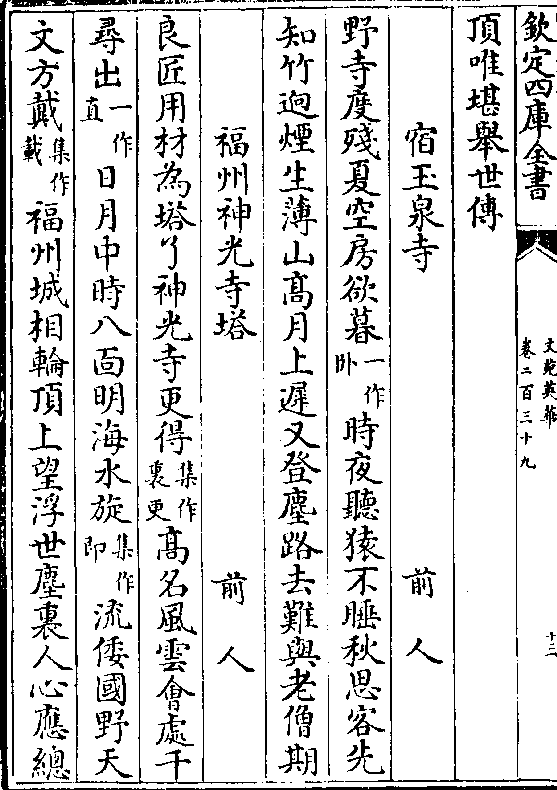 欽定四庫全書
文苑英華
卷二百三十九
十三
頂唯堪舉世傳
宿玉泉寺 前人
野寺度殘夏空房欲暮一作卧時夜聽猿不睡秋思客先
知竹迥煙生薄山高月上遲又登塵路去難與老僧期
福州神光寺塔 前人
良匠用材為塔了神光寺更得集作裏更高名風雲會處千
尋出一作直日月中時八面明海水旋集作即流倭國野天
文方戴集作載福州城相輪頂上望浮世塵裏人心應總